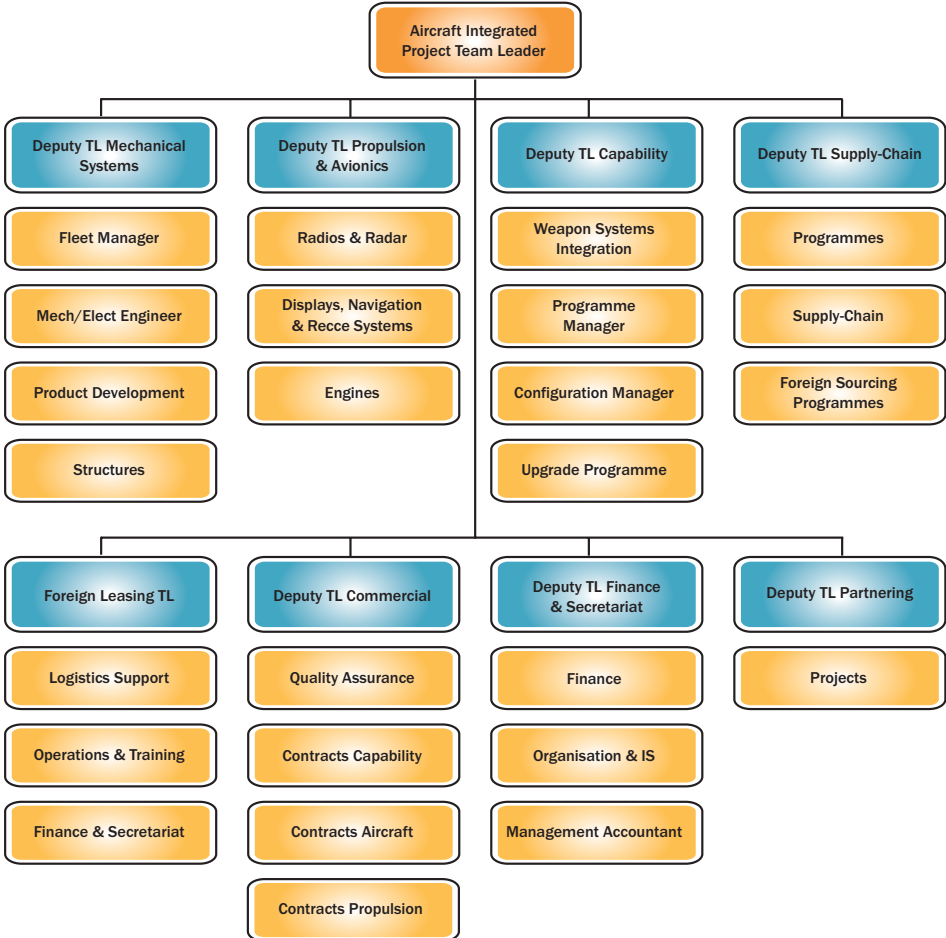 Aircraft Integrated
Project Team Leader
Deputy TL Mechanical
Systems
Fleet Manager
Mech/Elect Engineer
Product Development
Structures
Deputy TL Propulsion
& Avionics
Radios & Radar
Displays, Navigation
& Recce Systems
Engines
Deputy TL Capability
Weapon Systems
Integration
Programme
Manager
Configuration Manager
Upgrade Programme
Deputy TL Supply-Chain
Programmes
Supply-Chain
Foreign Sourcing
Programmes
Foreign Leasing TL
Logistics Support
Operations & Training
Finance & Secretariat
Deputy TL Commercial
Quality Assurance
Contracts Capability
Contracts Aircraft
Contracts Propulsion
Deputy TL Finance
& Secretariat
Finance
Organisation & IS
Management Accountant
Deputy TL Partnering
Projects